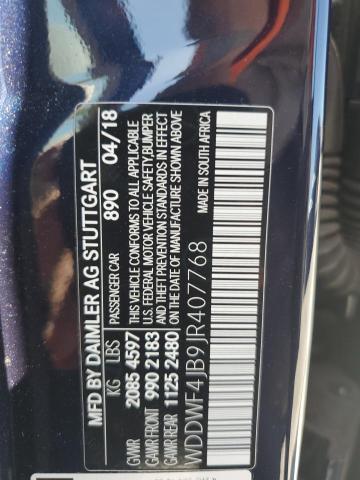 MFD BY DAIMLER AG STUTTGART
PASSENGER CAR 890 04/18
KG LBS
GVWR 2085 4597 THIS VEHICLE CONFORMS TO ALL APPLICABLE
GAWR FRONT 990 2183 U.S. FEDERAL MOTOR VEHICLE SAFETY,BUMPER
GAWR REAR 1125 2480 AND THEFT PREVENTION STANDARDS IN EFFECT
ON THE DATE OF MANUFACTURE SHOWN ABOVE
WDDWF4JB9JR407768
MADE IN SOUTH AFRICA